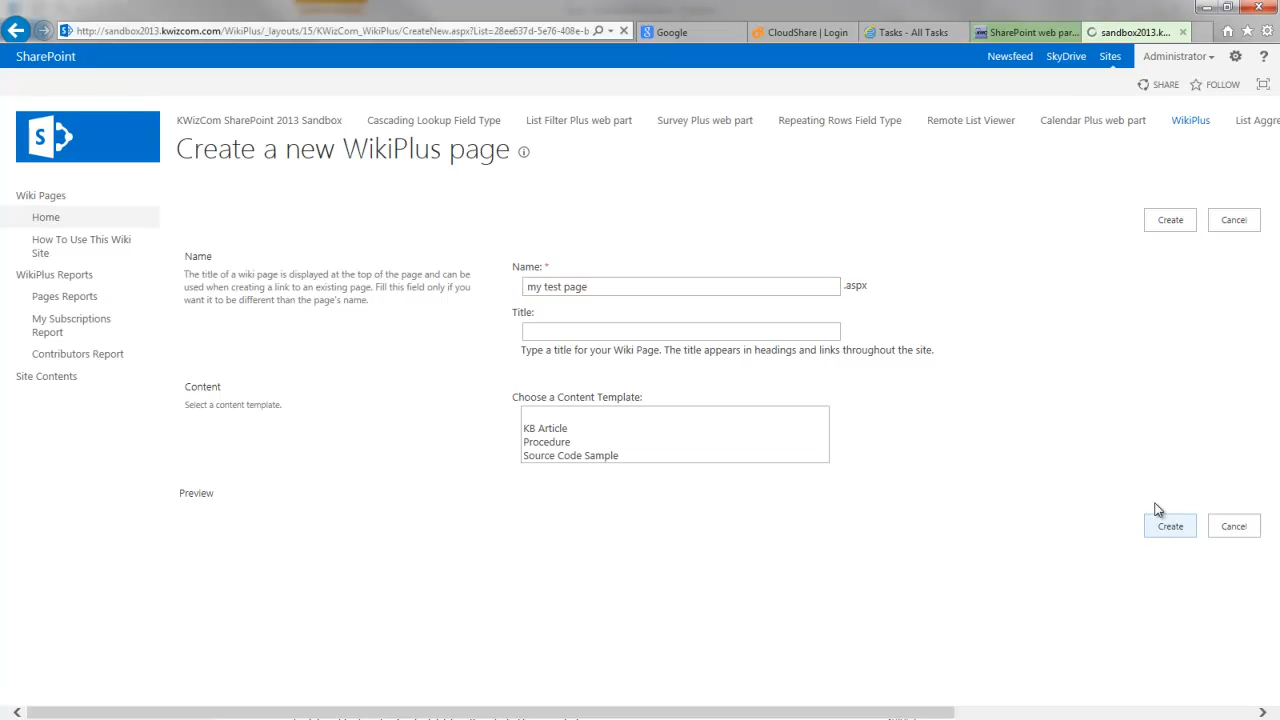 http://sandbox2013.kwizcom.com/WikiPlus/_layouts/15/KWizCom_WikiPlus/CreateNew.aspx?List=28ee637d-5e76-408e-b
Google
CloudShare | Login
Tasks - All Tasks
SharePoint web par...
sandbox2013.k...
SharePoint
Newsfeed
SkyDrive
Sites
Administrator
?
SHARE
FOLLOW
S
KWizCom SharePoint 2013 Sandbox
Cascading Lookup Field Type
List Filter Plus web part
Survey Plus web part
Repeating Rows Field Type
Remote List Viewer
Calendar Plus web part
WikiPlus
List Aggre
Create a new WikiPlus page
Wiki Pages
Home
How To Use This Wiki
Site
WikiPlus Reports
Pages Reports
My Subscriptions
Report
Contributors Report
Site Contents
Create
Cancel
Name
The title of a wiki page is displayed at the top of the page and can be
used when creating a link to an existing page. Fill this field only if you
want it to be different than the page's name.
Name: *
my test page
.aspx
Title:
Type a title for your Wiki Page. The title appears in headings and links throughout the site.
Content
Select a content template.
Choose a Content Template:
KB Article
Procedure
Source Code Sample
Preview
Create
Cancel